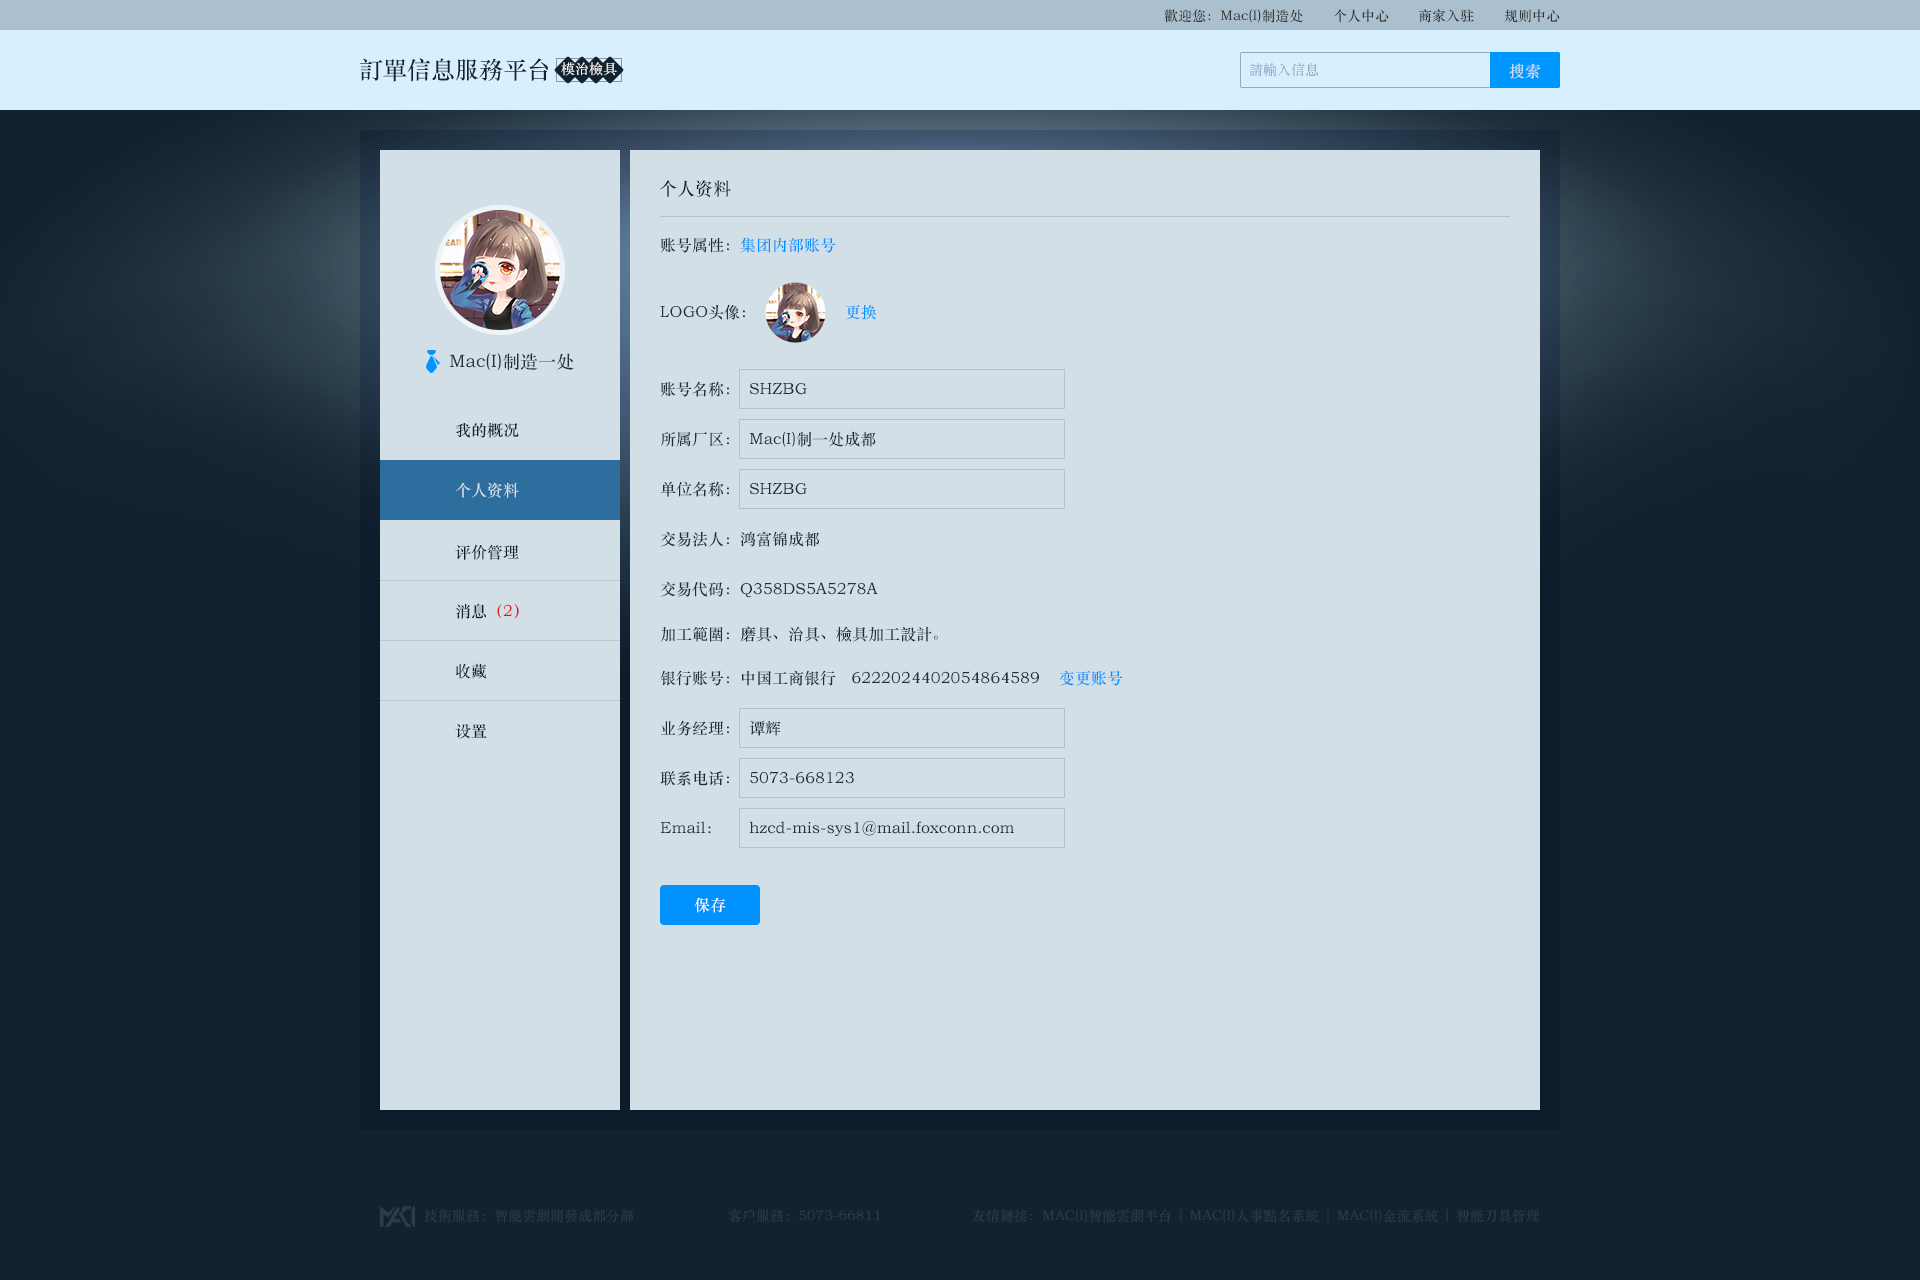 歡迎您：Mac(I)制造处 个人中心 商家入驻 规则中心
訂單信息服務平台 模治檢具
請輸入信息 搜索
个人资料
账号属性：集团内部账号
EAR
LOGO头像： 更换
Mac(I)制造一处
账号名称：SHZBG
我的概况
所属厂区：Mac(I)制一处成都
个人资料
单位名称：SHZBG
评价管理
交易法人：鸿富锦成都
交易代码：Q358DS5A5278A
消息（2）
加工範圍：磨具、治具、檢具加工設計。
收藏
银行账号：中国工商银行 6222024402054864589 变更账号
设置
业务经理：谭辉
联系电话：5073-668123
Email：hzcd-mis-sys1@mail.foxconn.com
保存
MAC 技術服務：智能雲網開發成都分部 客戶服務：5073-66811 友情鏈接：MAC(I)智能雲網平台 | MAC(I)人事點名系統 | MAC(I)金流系統 | 智能刀具管理